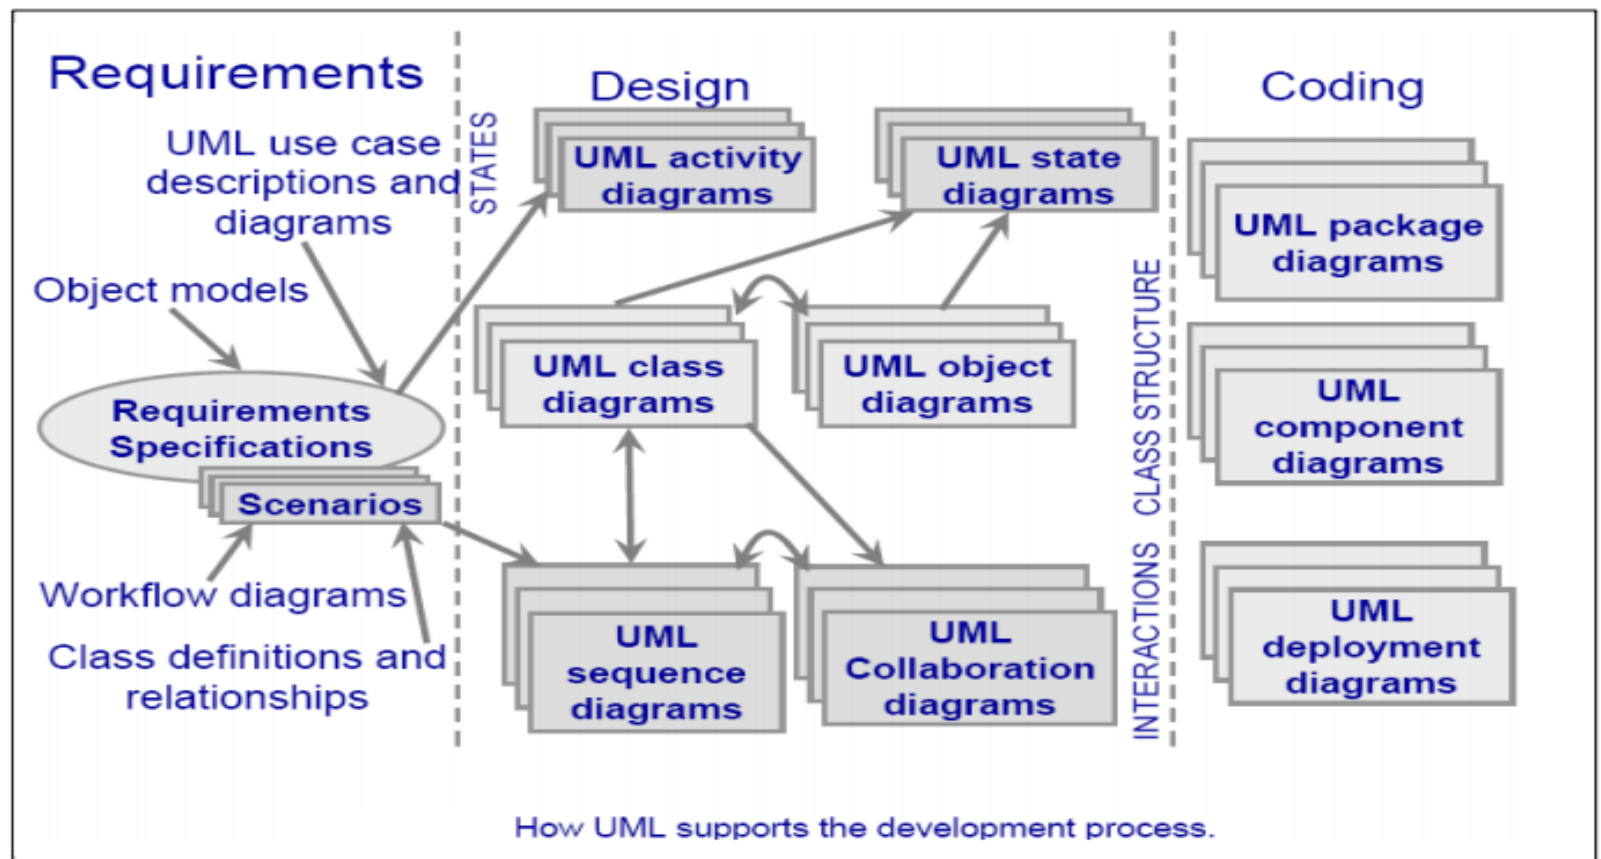 Requirements
UML use case
descriptions and
diagrams
Object models
Requirements
Specifications
Scenarios
Workflow diagrams
Class definitions and
relationships
Design
STATES
UML activity
diagrams
UML state
diagrams
UML class
diagrams
UML object
diagrams
UML
sequence
diagrams
UML
Collaboration
diagrams
CLASS STRUCTURE
INTERACTIONS
Coding
UML package
diagrams
UML
component
diagrams
UML
deployment
diagrams
How UML supports the development process.